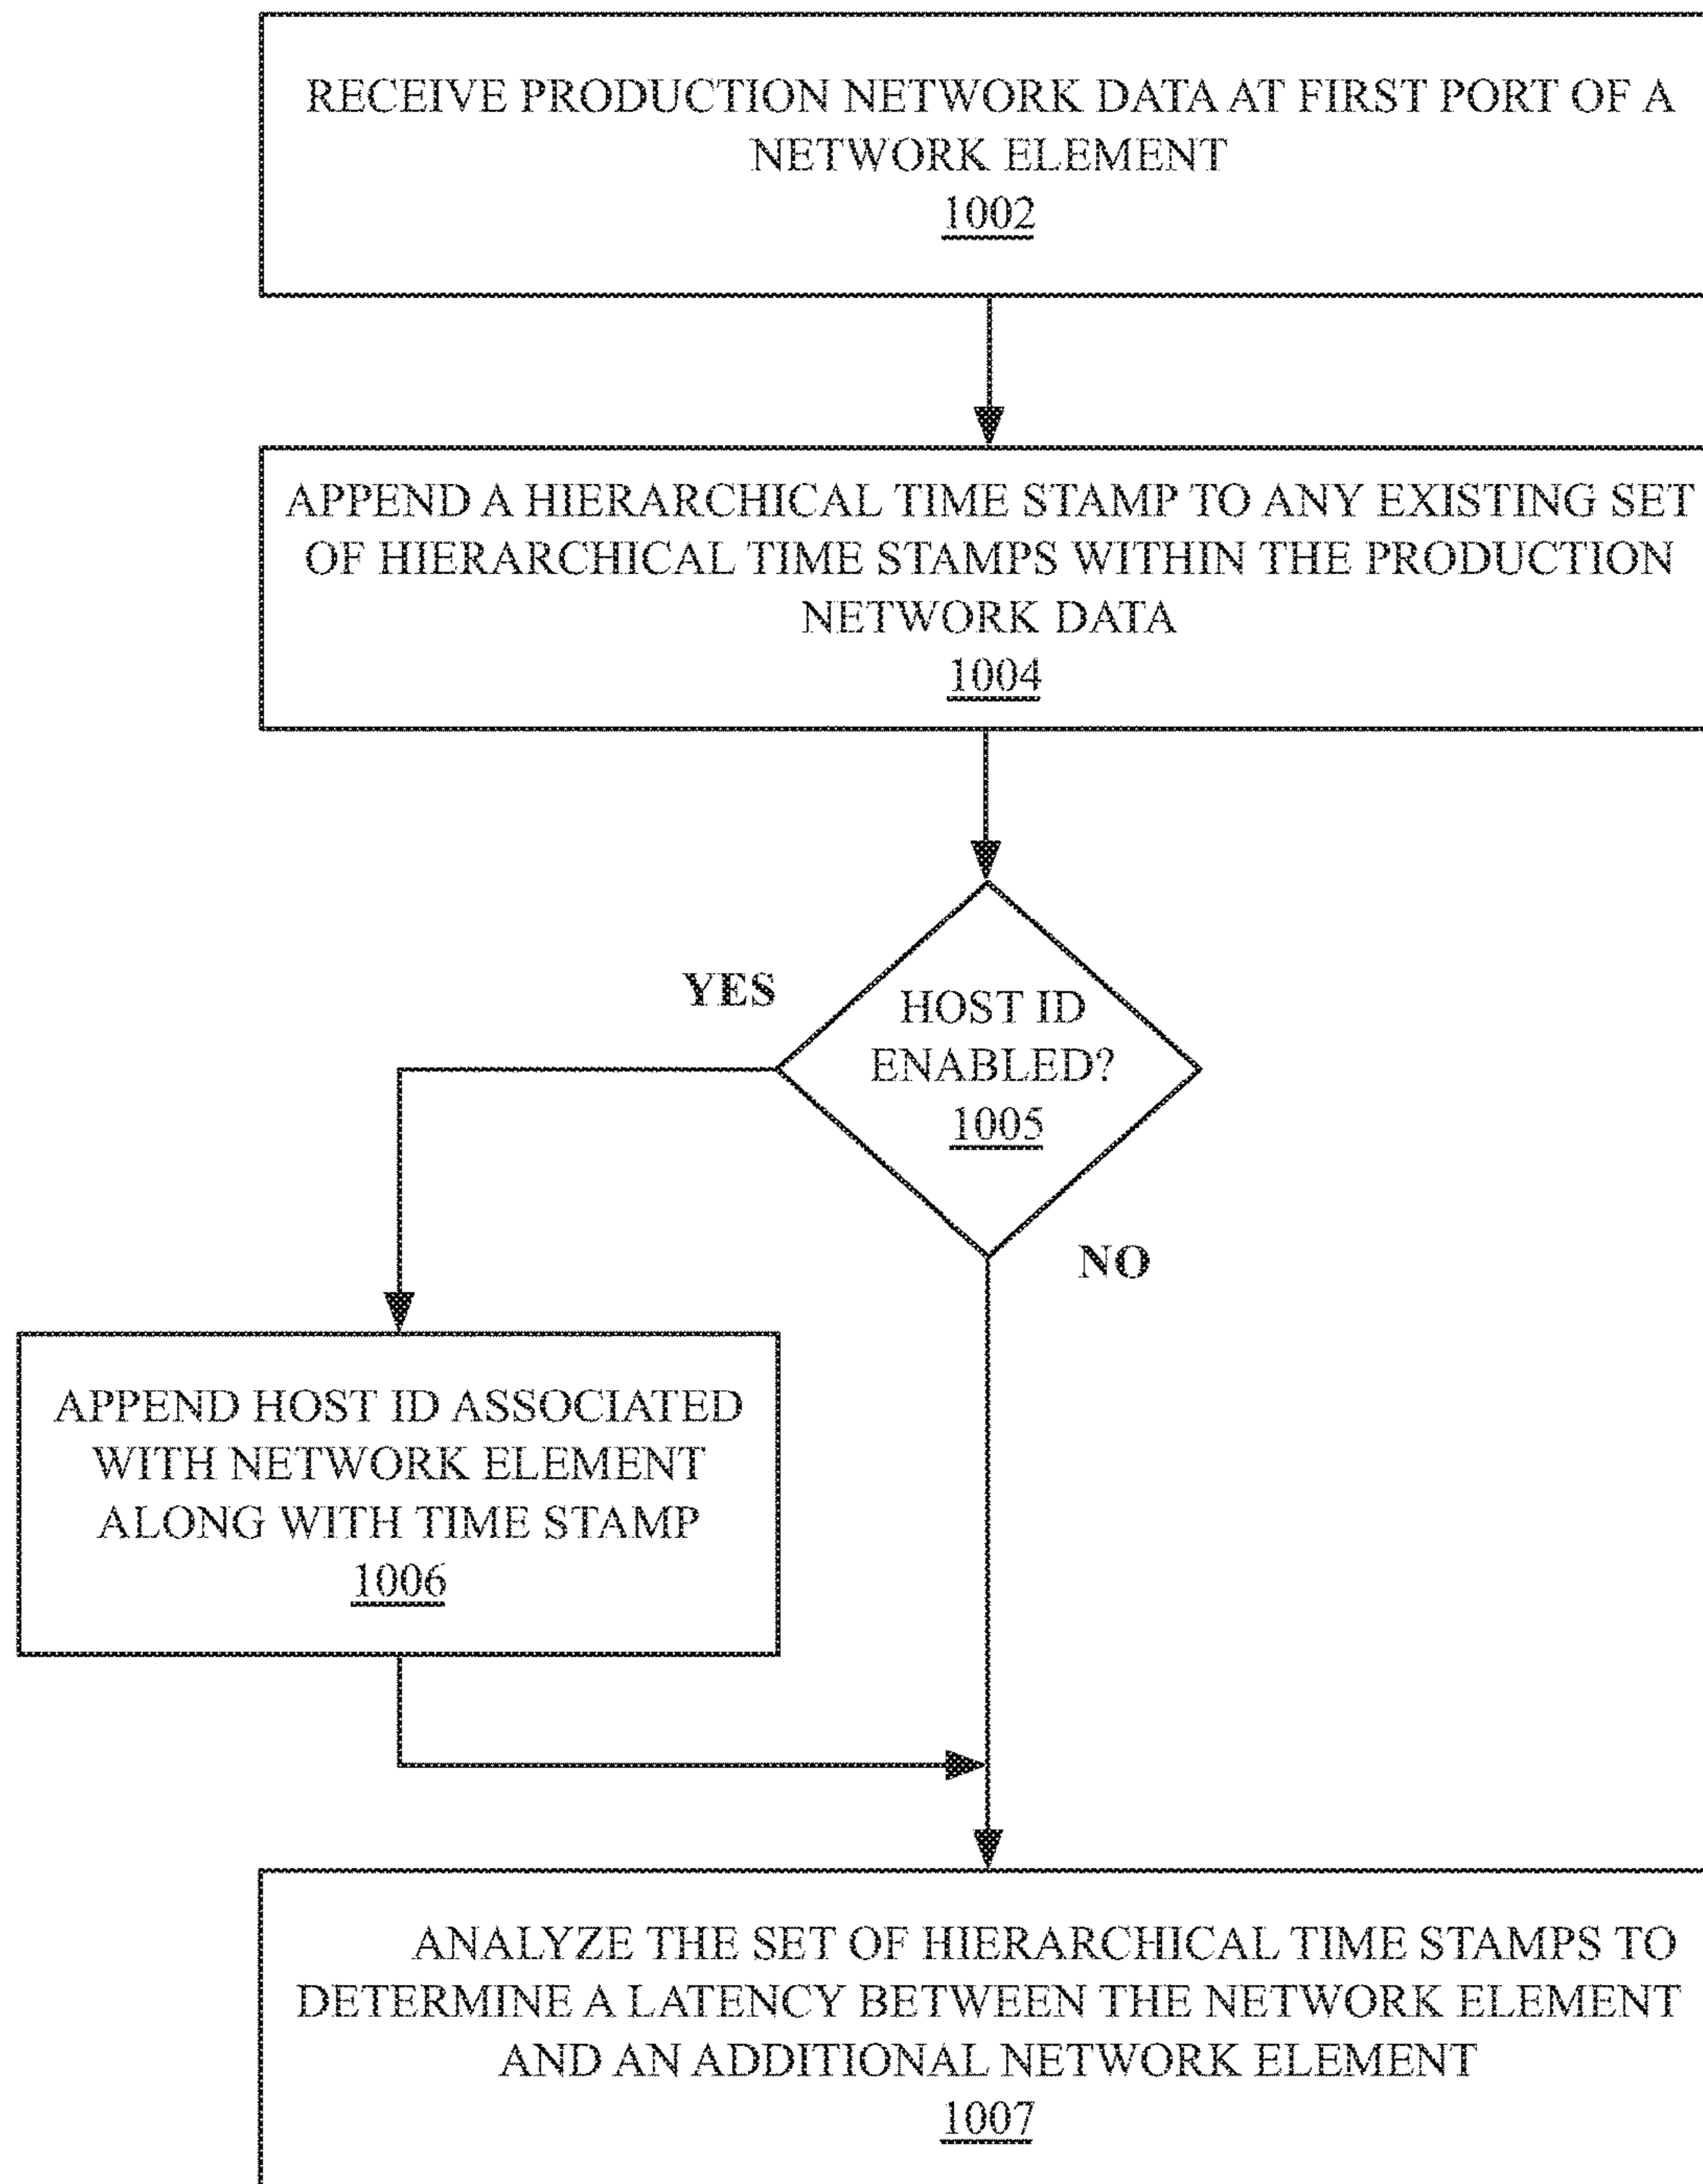 RECEIVE PRODUCTION NETWORK DATA AT FIRST PORT OF A
NETWORK ELEMENT
1002
APPEND A HIERARCHICAL TIME STAMP TO ANY EXISTING SET
OF HIERARCHICAL TIME STAMPS WITHIN THE PRODUCTION
NETWORK DATA
1004
YES
HOST ID
ENABLED?
1005
NO
APPEND HOST ID ASSOCIATED
WITH NETWORK ELEMENT
ALONG WITH TIME STAMP
1006
ANALYZE THE SET OF HIERARCHICAL TIME STAMPS TO
DETERMINE A LATENCY BETWEEN THE NETWORK ELEMENT
AND AN ADDITIONAL NETWORK ELEMENT
1007